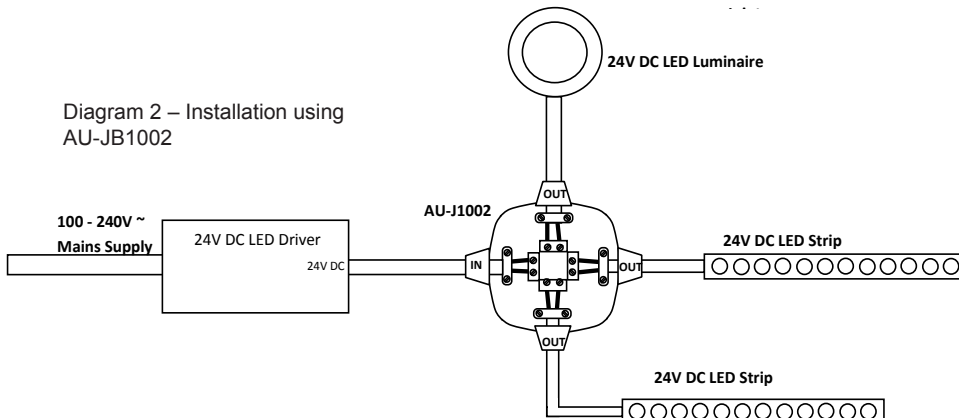 24V DC LED Luminaire
Diagram 2 – Installation using
AU-JB1002
OUT
AU-J1002
100 - 240V ~
Mains Supply
24V DC LED Driver
24V DC
IN
OUT
24V DC LED Strip
OUT
24V DC LED Strip